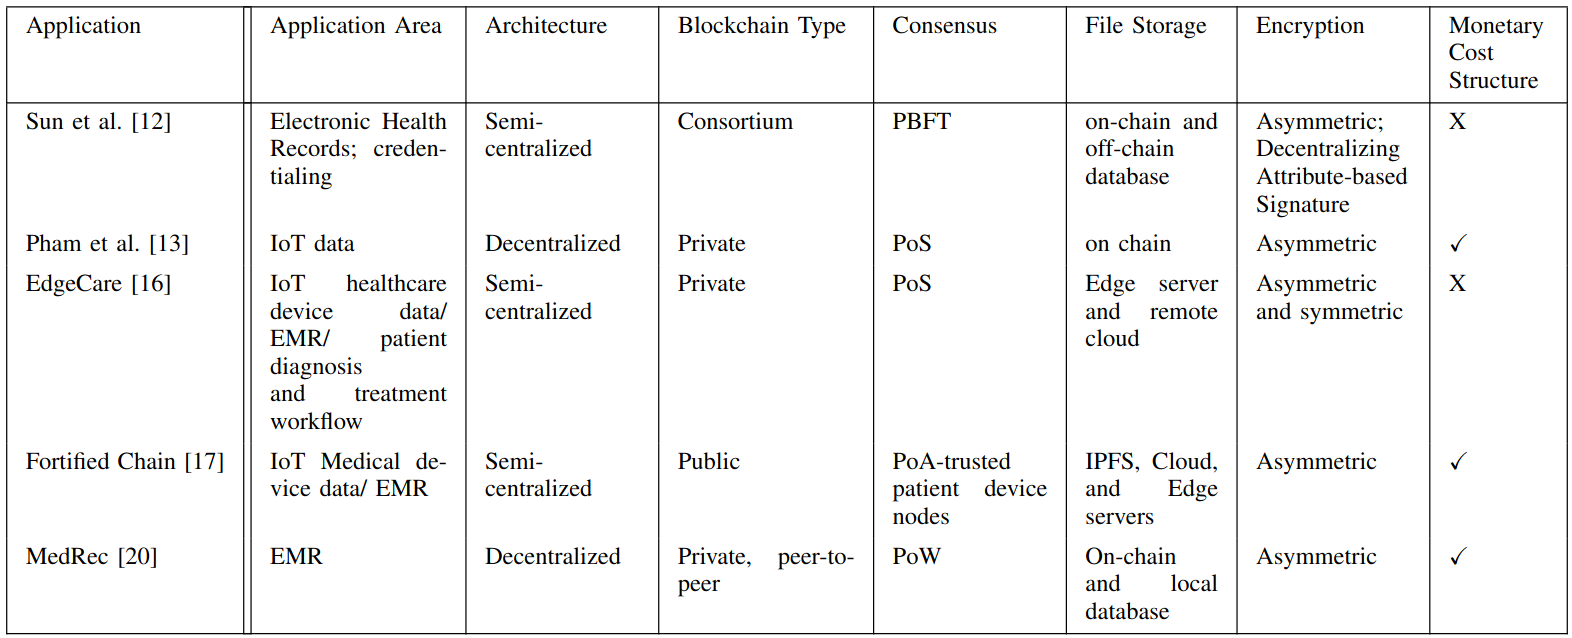 Application Application Area Architecture Blockchain Type Consensus File Storage Encryption Monetary
Cost
Structure
Sun et al. [12] Electronic Health Semi- Consortium PBFT on-chain and Asymmetric; X
Records; creden- centralized off-chain Decentralizing
tialing database Attribute-based
Signature
Pham et al. [13] IoT data Decentralized Private PoS on chain Asymmetric ✓
EdgeCare [16] IoT healthcare Semi- Private PoS Edge server Asymmetric X
device data/ centralized and remote and symmetric
EMR/ patient cloud
diagnosis
and treatment
workflow
Fortified Chain [17] IoT Medical de- Semi- Public PoA-trusted IPFS, Cloud, Asymmetric ✓
vice data/ EMR centralized patient device and Edge
nodes servers
MedRec [20] EMR Decentralized Private, peer-to- PoW On-chain Asymmetric ✓
peer and local
database